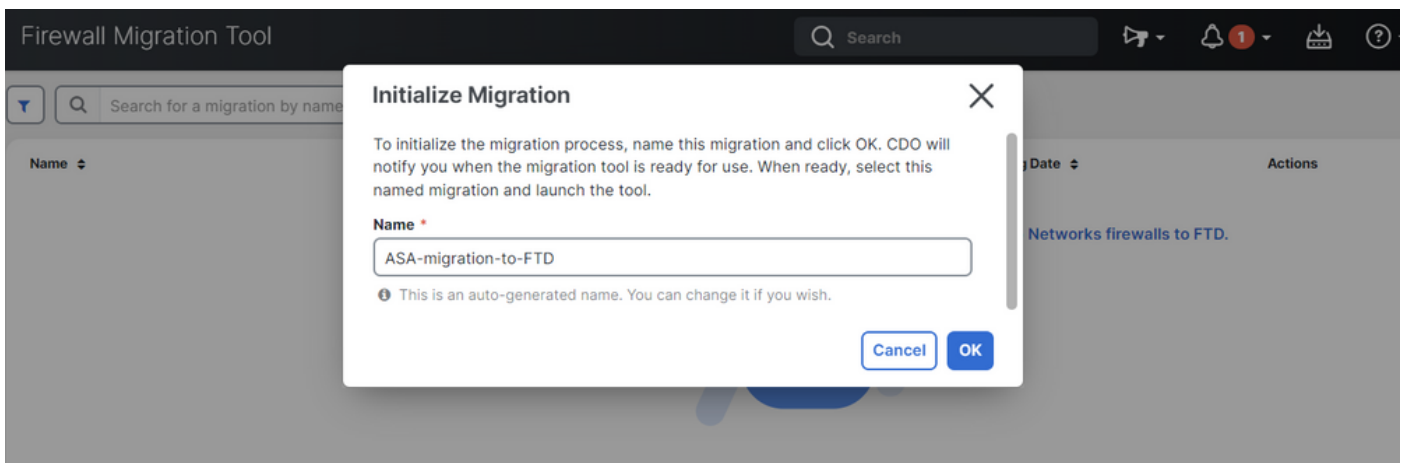 Firewall Migration Tool
Search
1
Search for a migration by name
Initialize Migration
To initialize the migration process, name this migration and click OK. CDO will
notify you when the migration tool is ready for use. When ready, select this
named migration and launch the tool.
Name *
ASA-migration-to-FTD
This is an auto-generated name. You can change it if you wish.
Cancel
OK
Name
Date
Actions
Networks firewalls to FTD.